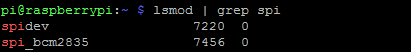 pi@raspberrypi:~ $ lsmod | grep spi
spidev 7220 0
spi_bcm2835 7456 0